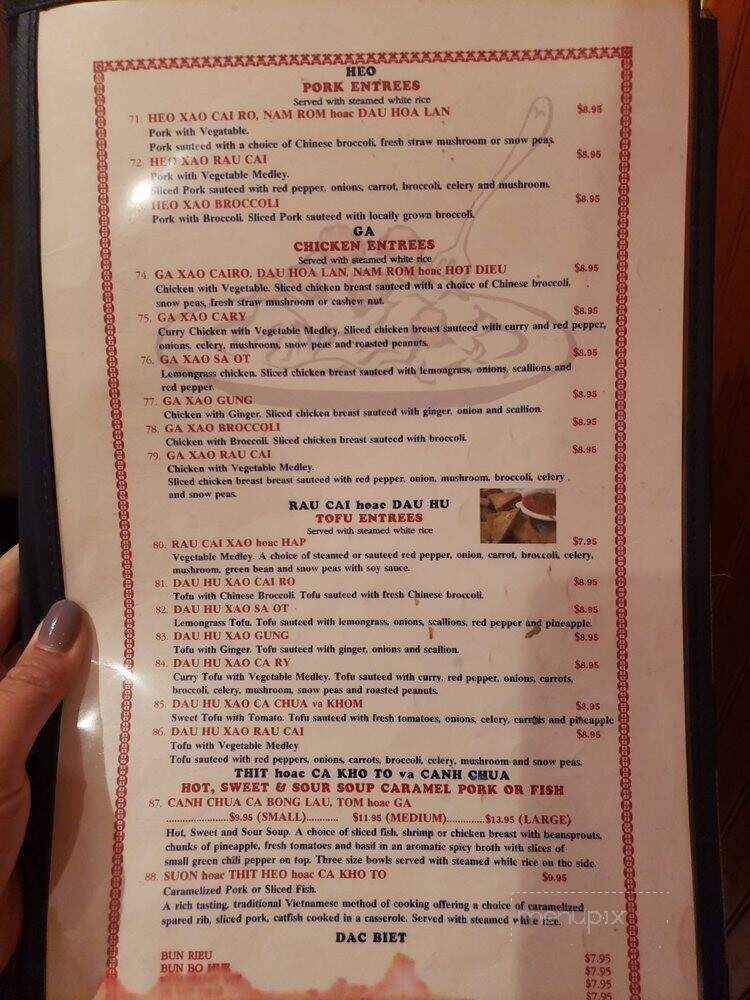 HEO
PORK ENTREES
Served with steamed white rice
71. HEO XAO CAI RO, NAM ROM hoac DAU HOA LAN $8.95
Pork with Vegatable.
Pork sauteed with a choice of Chinese broccoli, fresh straw mushroom or snow peas.
72. HEO XAO RAU CAI $8.95
Pork with Vegetable Medley.
Sliced Pork sauteed with red pepper, onions, carrot, broccoli, celery and mushroom.
HEO XAO BROCCOLI $8.95
Pork with Broccoli. Sliced Pork sauteed with locally grown broccoli.
GA
CHICKEN ENTREES
Served with steamed white rice
74. GA XAO CAIRO, DAU HOA LAN, NAM ROM hoac HOT DIEU $8.95
Chicken with Vegetable. Sliced chicken breast sauteed with a choice of Chinese broccoli,
snow peas, fresh straw mushroom or cashew nut.
75. GA XAO CARY $8.95
Curry Chicken with Vegetable Medley. Sliced chicken breast sauteed with curry and red pepper,
onions, celery, mushroom, snow peas and roasted peanuts.
76. GA XAO SA OT $8.95
Lemongrass chicken. Sliced chicken breast sauteed with lemongrass, onions, scallions and
red pepper.
77. GA XAO GUNG $8.95
Chicken with Ginger. Sliced chicken breast sauteed with ginger, onion and scallion.
78. GA XAO BROCCOLI $8.95
Chicken with Broccoli. Sliced chicken breast sauteed with broccoli.
79. GA XAO RAU CAI $8.95
Chicken with Vegetable Medley.
Sliced chicken breast breast sauteed with red pepper, onion, mushroom, broccoli, celery
and snow peas.
RAU CAI hoac DAU HU
TOFU ENTREES
Served with steamed white rice
80. RAU CAI XAO hoac HAP $7.95
Vegetable Medley. A choice of steamed or sauteed red pepper, onion, carrot, broccoli, celery,
mushroom, green bean and snow peas with soy sauce.
81. DAU HU XAO CAI RO $8.95
Tofu with Chinese Broccoli. Tofu sauteed with fresh Chinese broccoli.
82. DAU HU XAO SA OT $8.95
Lemongrass Tofu. Tofu sauteed with lemongrass, onions, scallions, red pepper and pineapple.
83. DAU HU XAO GUNG $8.95
Tofu with Ginger. Tofu sauteed with ginger, onions and scallion.
84. DAU HU XAO CA RY $8.95
Curry Tofu with Vegetable Medley. Tofu sauteed with curry, red pepper, onions, carrots,
broccoli, celery, mushroom, snow peas and roasted peanuts.
85. DAU HU XAO CA CHUA va KHOM $8.95
Sweet Tofu with Tomato. Tofu sauteed with fresh tomatoes, onions, celery, carrots and pineapple
86. DAU HU XAO RAU CAI $8.95
Tofu with Vegetable Medley
Tofu sauteed with red peppers, onions, carrots, broccoli, celery, mushroom and snow peas.
THIT hoac CA KHO TO va CANH CHUA
HOT, SWEET & SOUR SOUP CARAMEL PORK OR FISH
87. CANH CHUA CA BONG LAU, TOM hoac GA
........................$9.95 (SMALL)............ $11.95 (MEDIUM)..............$13.95 (LARGE)
Hot, Sweet and Sour Soup. A choice of sliced fish, shrimp or chicken breast with beansprouts,
chunks of pineapple, fresh tomatoes and basil in an aromatic spicy broth with slices of
small green chili pepper on top. Three size bowls served with steamed while rice on the side.
88. SUON hoac THIT HEO hoac CA KHO TO $9.95
Caramelized Pork or Sliced Fish.
A rich tasting, traditional Vietnamese method of cooking offering a choice of caramelized
spared rib, sliced pork, catfish cooked in a casserole. Served with steamed white rice.
menupix
DAC BIET
BUN RIEU $7.95
BUN BO HUE $7.95
$7.95
$7.95